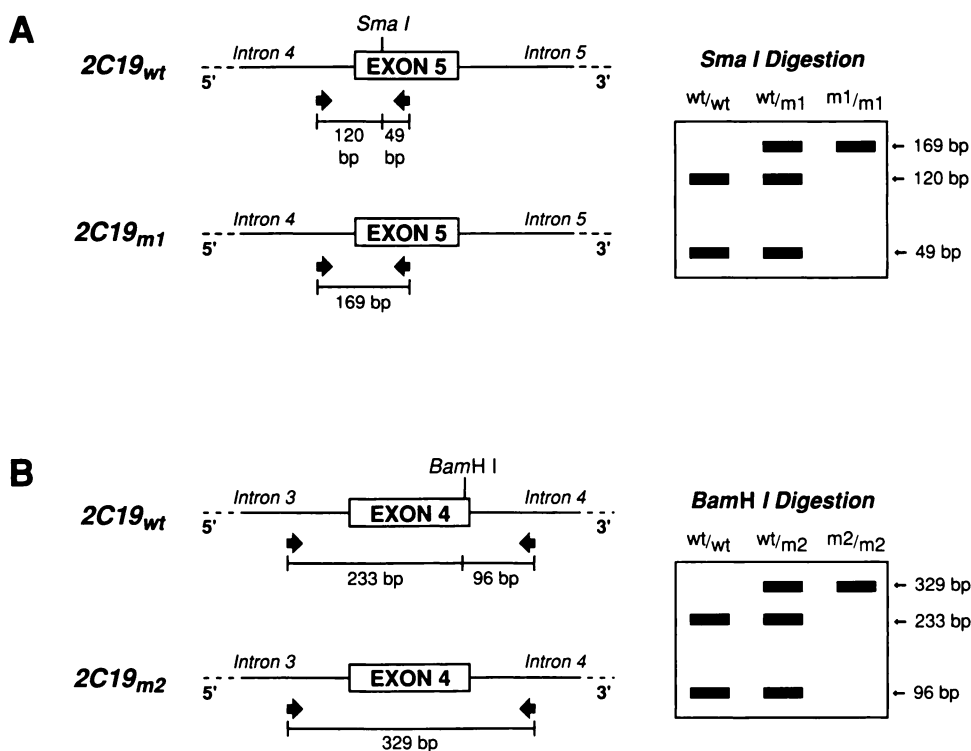 A
Sma I
2C19wt
Intron 4
EXON 5
Intron 5
5'
3'
120 bp
49 bp
2C19m1
Intron 4
EXON 5
Intron 5
5'
3'
169 bp
Sma I Digestion
wt/wt wt/m1 m1/m1
← 169 bp
← 120 bp
← 49 bp
B
BamH I
2C19wt
Intron 3
EXON 4
Intron 4
5'
3'
233 bp
96 bp
2C19m2
Intron 3
EXON 4
Intron 4
5'
3'
329 bp
BamH I Digestion
wt/wt wt/m2 m2/m2
← 329 bp
← 233 bp
← 96 bp